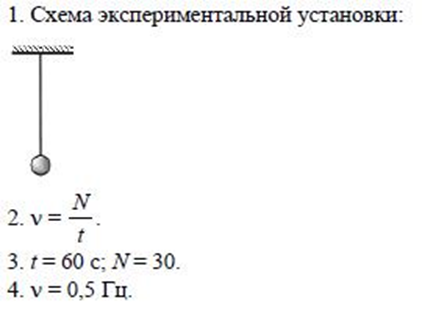 1. Схема экспериментальной установки:
2. ν = N/t.
3. t = 60 с; N = 30.
4. ν = 0,5 Гц.